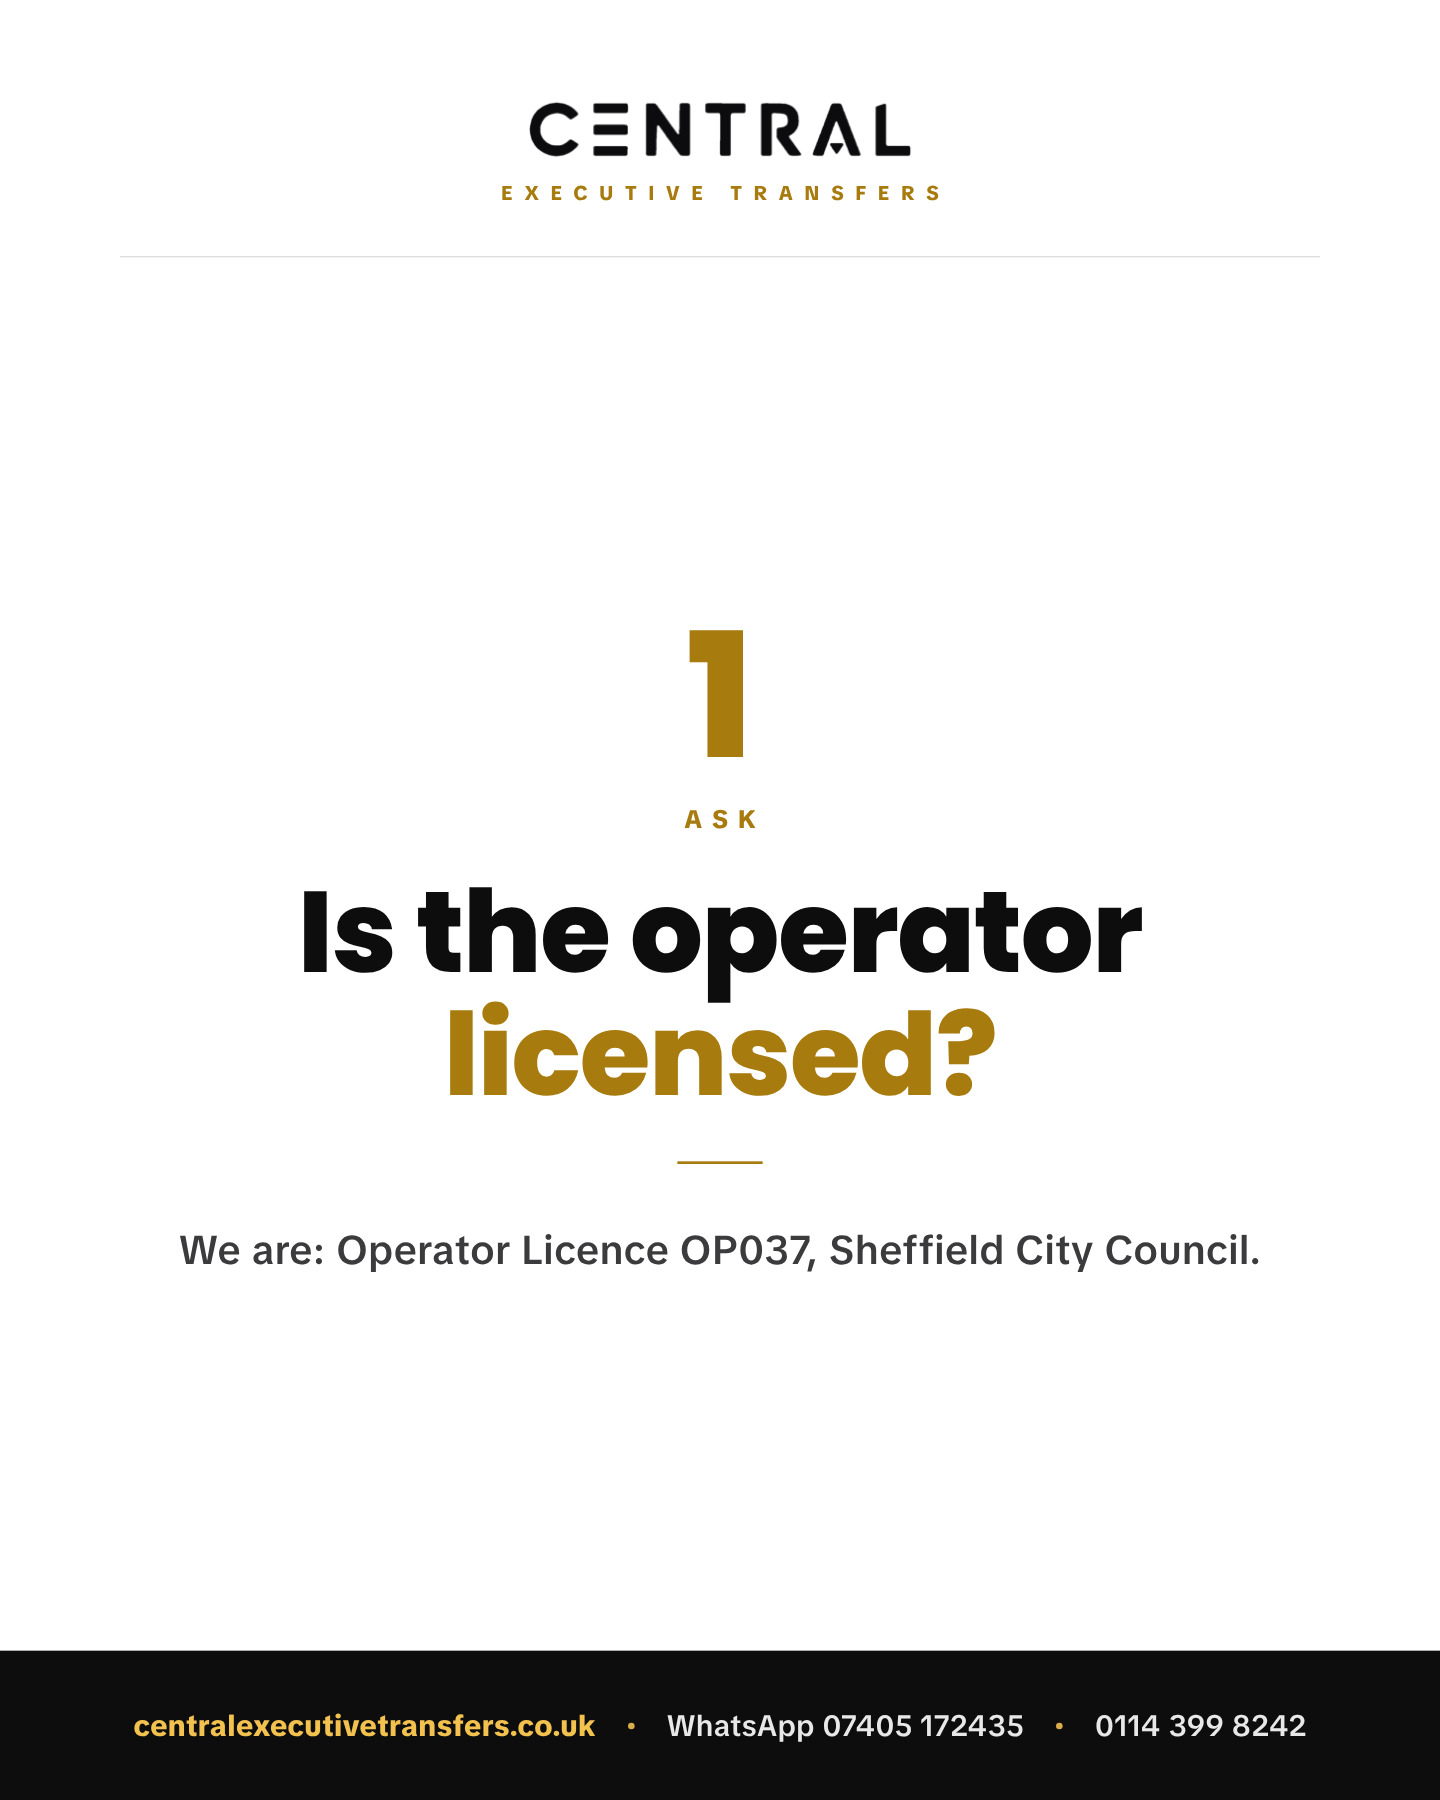 CENTRAL
EXECUTIVE TRANSFERS
1
ASK
Is the operator
licensed?
We are: Operator Licence OP037, Sheffield City Council.
centralexecutivetransfers.co.uk • WhatsApp 07405 172435 • 0114 399 8242